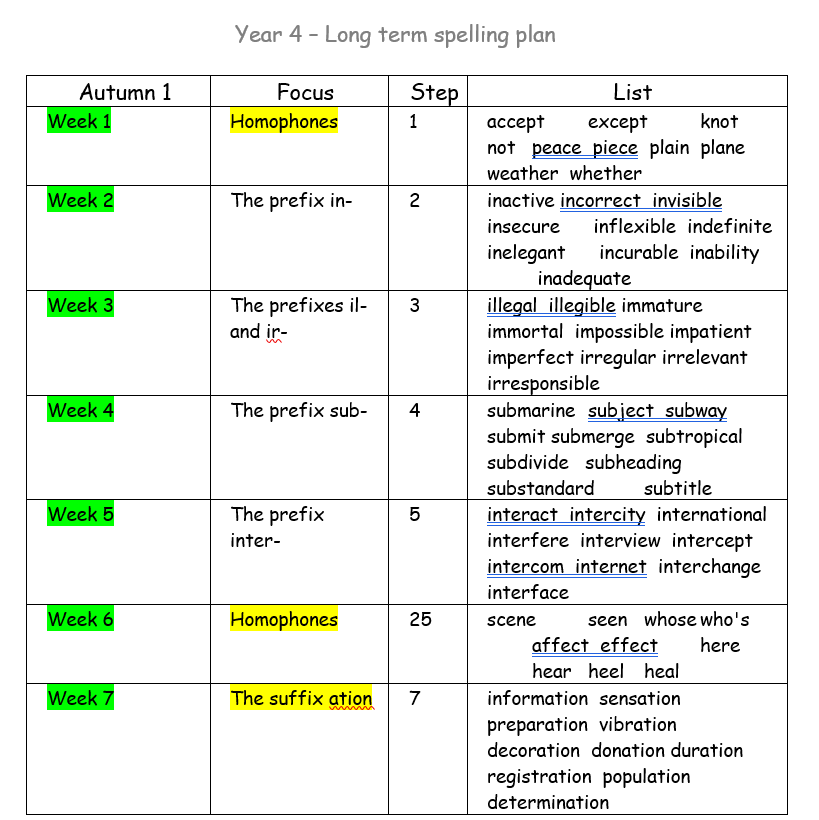 Year 4 – Long term spelling plan
Autumn 1 Focus Step List
Week 1 Homophones 1 accept except knot
not peace piece plain plane
weather whether
Week 2 The prefix in- 2 inactive incorrect invisible
insecure inflexible indefinite
inelegant incurable inability
inadequate
Week 3 The prefixes il- 3 illegal illegible immature
and ir- immortal impossible impatient
imperfect irregular irrelevant
irresponsible
Week 4 The prefix sub- 4 submarine subject subway
submit submerge subtropical
subdivide subheading
substandard subtitle
Week 5 The prefix 5 interact intercity international
inter- interfere interview intercept
intercom internet interchange
interface
Week 6 Homophones 25 scene seen whose who's
affect effect here
hear heel heal
Week 7 The suffix ation 7 information sensation
preparation vibration
decoration donation duration
registration population
determination